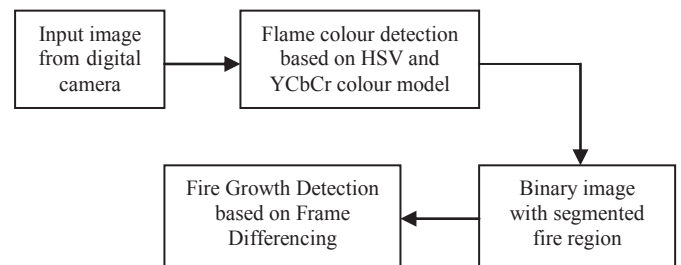 Input image
from digital
camera
Flame colour detection
based on HSV and
YCbCr colour model
Binary image
with segmented
fire region
Fire Growth Detection
based on Frame
Differencing